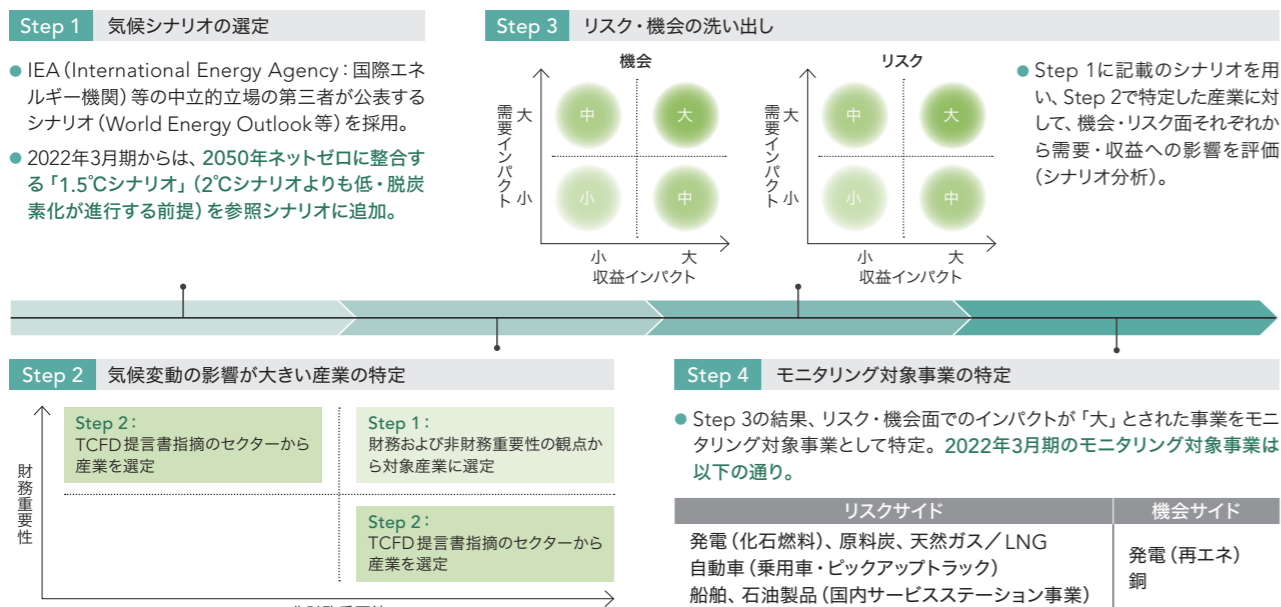 Step 1 気候シナリオの選定
● IEA（International Energy Agency：国際エネ
ルギー機関）等の中立的立場の第三者が公表する
シナリオ（World Energy Outlook等）を採用。
● 2022年3月期からは、2050年ネットゼロに整合す
る「1.5℃シナリオ」（2℃シナリオよりも低・脱炭
素化が進行する前提）を参照シナリオに追加。
Step 3 リスク・機会の洗い出し
機会
需要インパクト
大
小
中
大
小
中
小
大
収益インパクト
リスク
需要インパクト
大
小
中
大
小
中
小
大
収益インパクト
● Step 1に記載のシナリオを用
い、Step 2で特定した産業に対
して、機会・リスク面それぞれか
ら需要・収益への影響を評価
（シナリオ分析）。
Step 2 気候変動の影響が大きい産業の特定
財務重要性
Step 2：
TCFD提言書指摘のセクターから
産業を選定
Step 1：
財務および非財務重要性の観点か
ら対象産業に選定
Step 2：
TCFD提言書指摘のセクターから
産業を選定
Step 4 モニタリング対象事業の特定
● Step 3の結果、リスク・機会面でのインパクトが「大」とされた事業をモニ
タリング対象事業として特定。2022年3月期のモニタリング対象事業は
以下の通り。
リスクサイド
機会サイド
発電（化石燃料）、原料炭、天然ガス／LNG
自動車（乗用車・ピックアップトラック）
船舶、石油製品（国内サービスステーション事業）
発電（再エネ）
銅